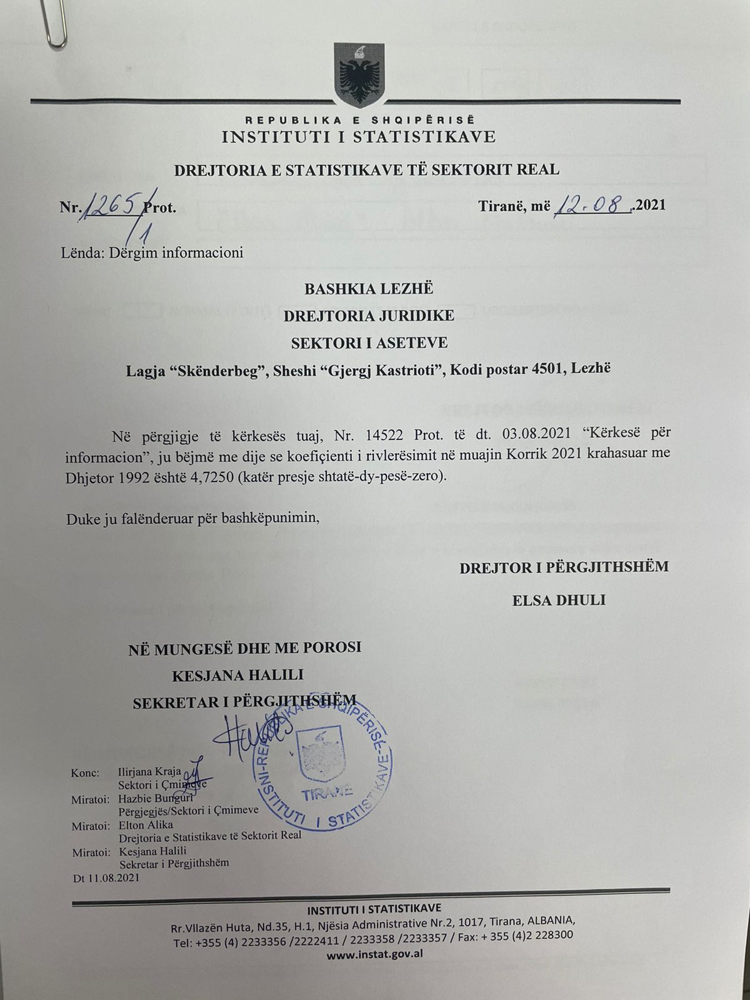 REPUBLIKA E SHQIPËRISË
INSTITUTI I STATISTIKAVE
DREJTORIA E STATISTIKAVE TË SEKTORIT REAL
Nr. 1265/1 Prot.
Tiranë, më 12.08.2021
Lënda: Dërgim informacioni
BASHKIA LEZHË
DREJTORIA JURIDIKE
SEKTORI I ASETEVE
Lagja “Skënderbeg”, Sheshi “Gjergj Kastrioti”, Kodi postar 4501, Lezhë
Në përgjigje të kërkesës tuaj, Nr. 14522 Prot. të dt. 03.08.2021 “Kërkesë për
informacion”, ju bëjmë me dije se koefiçienti i rivlerësimit në muajin Korrik 2021 krahasuar me
Dhjetor 1992 është 4,7250 (katër presje shtatë-dy-pesë-zero).
Duke ju falënderuar për bashkëpunimin,
DREJTOR I PËRGJITHSHËM
ELSA DHULI
NË MUNGESË DHE ME POROSI
KESJANA HALILI
SEKRETAR I PËRGJITHSHËM
REPUBLIKA E SHQIPËRISË
INSTITUTI I STATISTIKAVE
TIRANË
Konc: Ilirjana Kraja
Sektori i Çmimeve
Miratoi: Hazbie Bunguri
Përgjegjës/Sektori i Çmimeve
Miratoi: Elton Alika
Drejtoria e Statistikave të Sektorit Real
Miratoi: Kesjana Halili
Sekretar i Përgjithshëm
Dt 11.08.2021
INSTITUTI I STATISTIKAVE
Rr.Vllazën Huta, Nd.35, H.1, Njësia Administrative Nr.2, 1017, Tirana, ALBANIA,
Tel: +355 (4) 2233356 /2222411 / 2233358 /2233357 / Fax: + 355 (4)2 228300
www.instat.gov.al